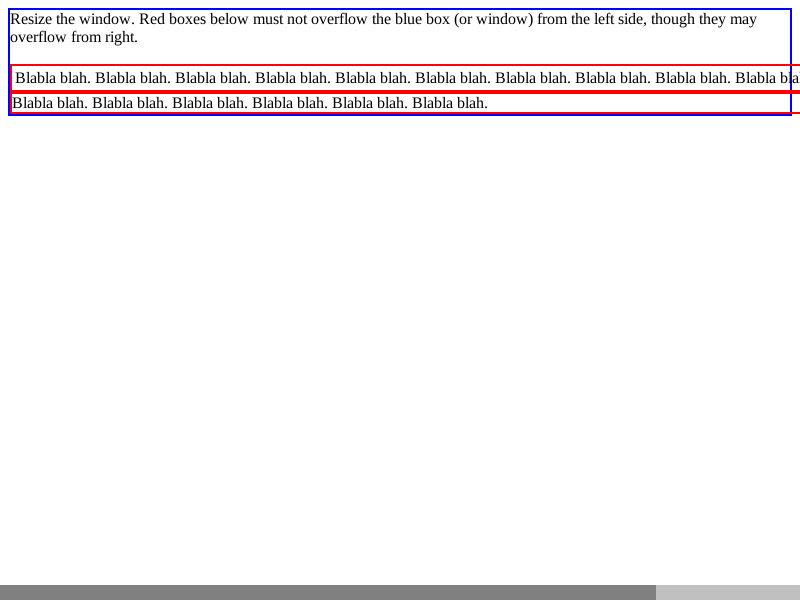 Resize the window. Red boxes below must not overflow the blue box (or window) from the left side, though they may
overflow from right.
Blabla blah. Blabla blah. Blabla blah. Blabla blah. Blabla blah. Blabla blah. Blabla blah. Blabla blah. Blabla blah. Blabla
Blabla blah. Blabla blah. Blabla blah. Blabla blah. Blabla blah. Blabla blah.